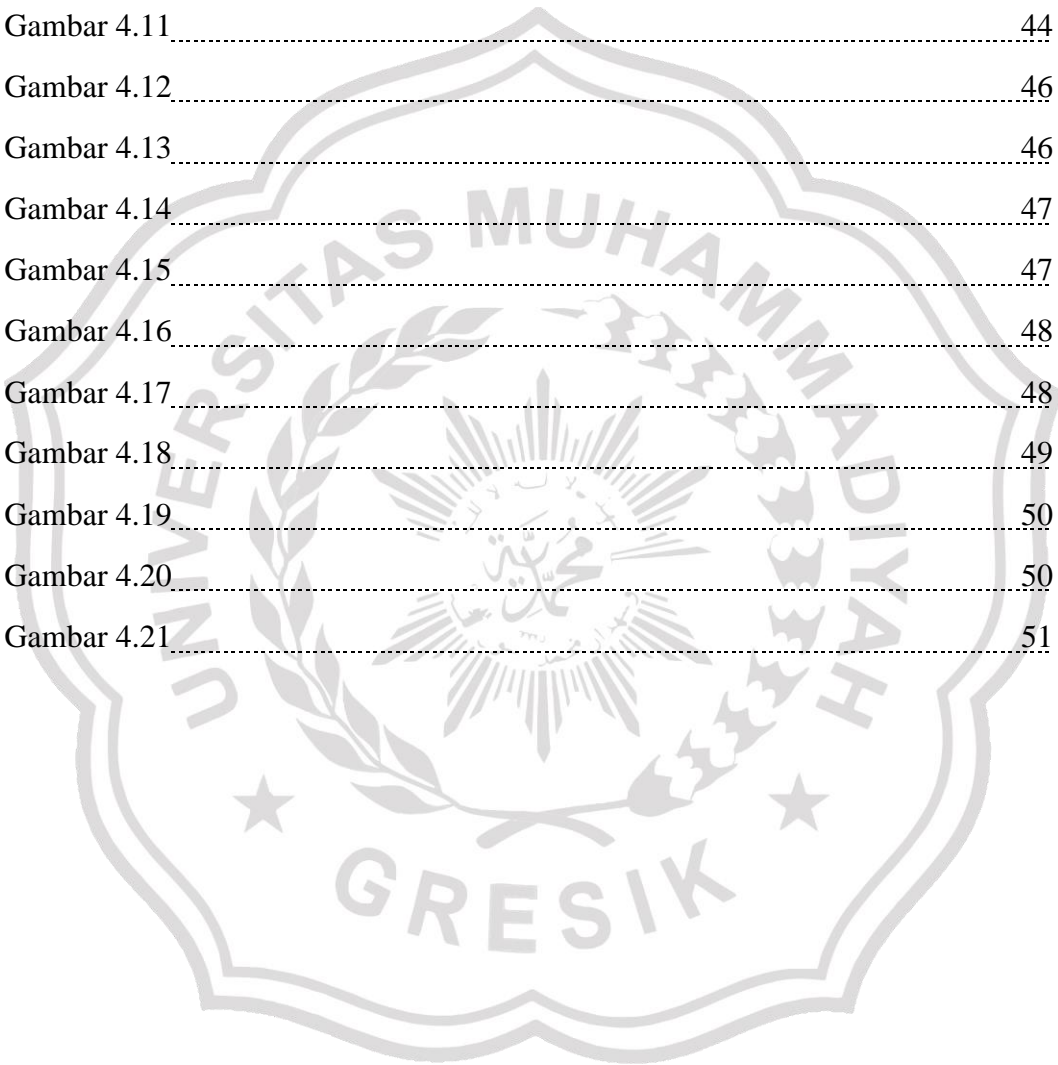 Gambar 4.11 44
Gambar 4.12 46
Gambar 4.13 46
Gambar 4.14 47
Gambar 4.15 47
Gambar 4.16 48
Gambar 4.17 48
Gambar 4.18 49
Gambar 4.19 50
Gambar 4.20 50
Gambar 4.21 51
UNIVERSITAS MUHAMMADIYAH
GRESIK